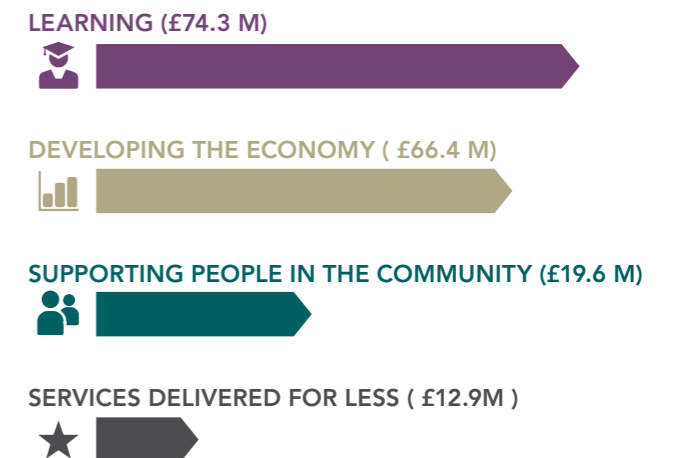 LEARNING (£74.3 M)
DEVELOPING THE ECONOMY ( £66.4 M)
SUPPORTING PEOPLE IN THE COMMUNITY (£19.6 M)
SERVICES DELIVERED FOR LESS ( £12.9M )